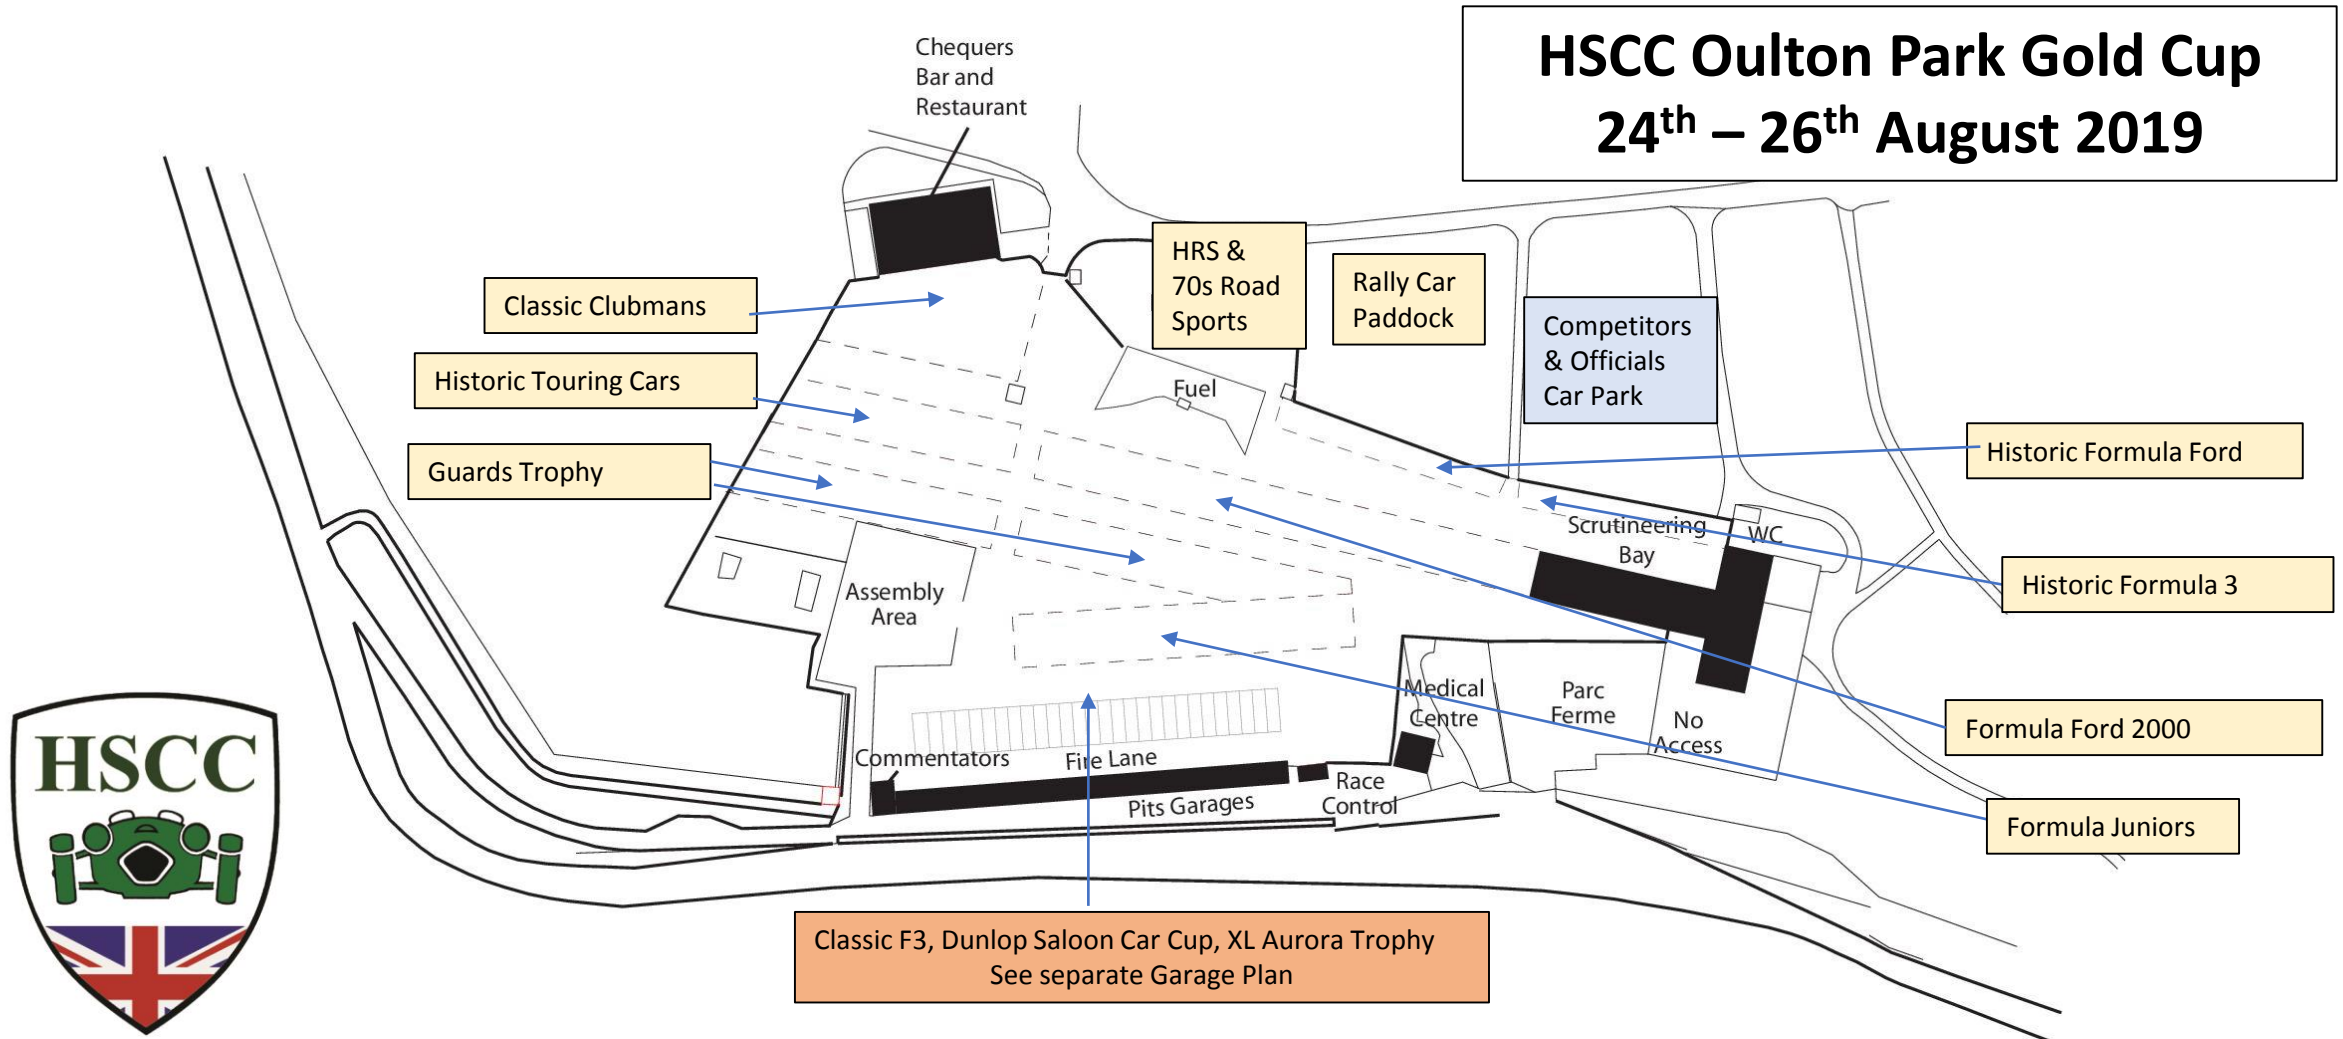 HSCC Oulton Park Gold Cup
24th – 26th August 2019
Chequers
Bar and
Restaurant
HRS &
70s Road
Sports
Rally Car
Paddock
Competitors
& Officials
Car Park
Classic Clubmans
Historic Touring Cars
Guards Trophy
Fuel
Historic Formula Ford
Scrutineering
Bay
WC
Historic Formula 3
Assembly
Area
Medical
Centre
Parc
Ferme
No
Access
Formula Ford 2000
Commentators
Fire Lane
Pits Garages
Race
Control
Formula Juniors
HSCC
Classic F3, Dunlop Saloon Car Cup, XL Aurora Trophy
See separate Garage Plan